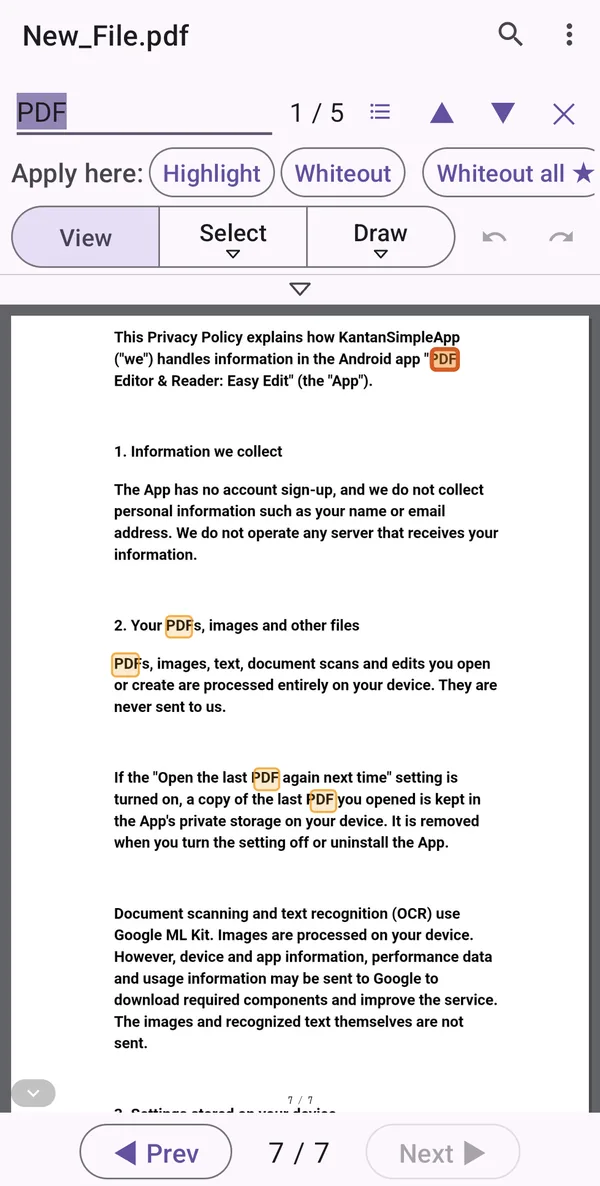 New_File.pdf
PDF
1 / 5
Apply here:
Highlight
Whiteout
Whiteout all ★
View
Select
Draw
This Privacy Policy explains how KantanSimpleApp
("we") handles information in the Android app "PDF
Editor & Reader: Easy Edit" (the "App").
1. Information we collect
The App has no account sign-up, and we do not collect
personal information such as your name or email
address. We do not operate any server that receives your
information.
2. Your PDFs, images and other files
PDFs, images, text, document scans and edits you open
or create are processed entirely on your device. They are
never sent to us.
If the "Open the last PDF again next time" setting is
turned on, a copy of the last PDF you opened is kept in
the App's private storage on your device. It is removed
when you turn the setting off or uninstall the App.
Document scanning and text recognition (OCR) use
Google ML Kit. Images are processed on your device.
However, device and app information, performance data
and usage information may be sent to Google to
download required components and improve the service.
The images and recognized text themselves are not
sent.
7 / 7
3. Settings stored on your device
Prev
7 / 7
Next